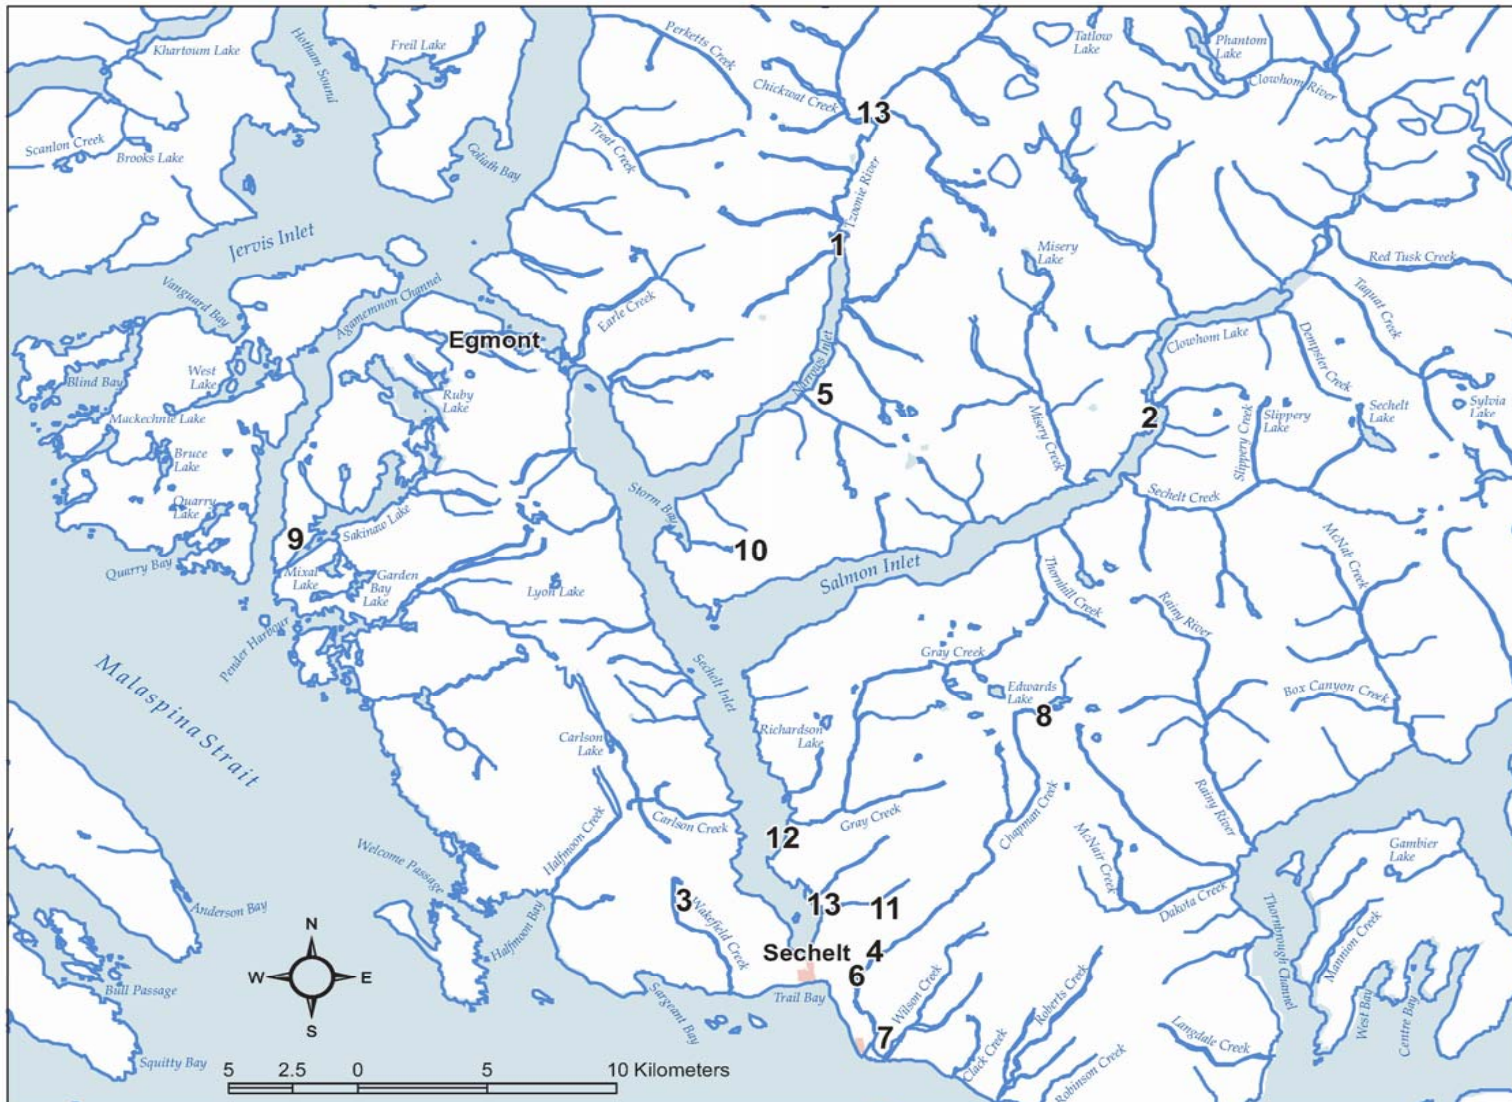 Khartoum Lake
Hotham Sound
Freil Lake
Perketts Creek
Tatlow
Lake
Phantom
Lake
Chickwat Creek
Clowhom River
13
Scanlon Creek
Brooks Lake
Goliath Bay
Treat Creek
Tzoonie River
Jervis Inlet
1
Misery
Lake
Red Tusk Creek
Vanguard Bay
Agamemnon Channel
Earle Creek
Taquat Creek
Egmont
Clowhom Lake
Dempster Creek
West
Lake
Blind Bay
Ruby
Lake
Narrows Inlet
5
Mackechnie Lake
Misery Creek
2
Slippery Creek
Slippery
Lake
Sechelt
Lake
Sylvia
Lake
Bruce
Lake
Quarry
Lake
Storm Bay
Sechelt Creek
Sakinaw Lake
9
10
McNab Creek
Quarry Bay
Mixal
Lake
Garden
Bay
Lake
Lyon Lake
Salmon Inlet
Thornhill Creek
Rainy River
Pender Harbour
Malaspina Strait
Sechelt Inlet
Gray Creek
Edwards
Lake
8
Box Canyon Creek
Carlson
Lake
Richardson
Lake
Rainy River
Halfmoon Creek
Carlson Creek
12
Gray Creek
Chapman Creek
McNair Creek
Gambier
Lake
Welcome Passage
3
Wakefield Creek
13
11
Dakota Creek
Anderson Bay
Halfmoon Bay
Thornbrough Channel
Mannion Creek
N
W
E
S
Sechelt
4
6
Bull Passage
Sargeant Bay
Trail Bay
Wilson Creek
Roberts Creek
West Bay
Centre Bay
7
Langdale Creek
Clack Creek
Robinson Creek
Squitty Bay
5 2.5 0 5 10 Kilometers